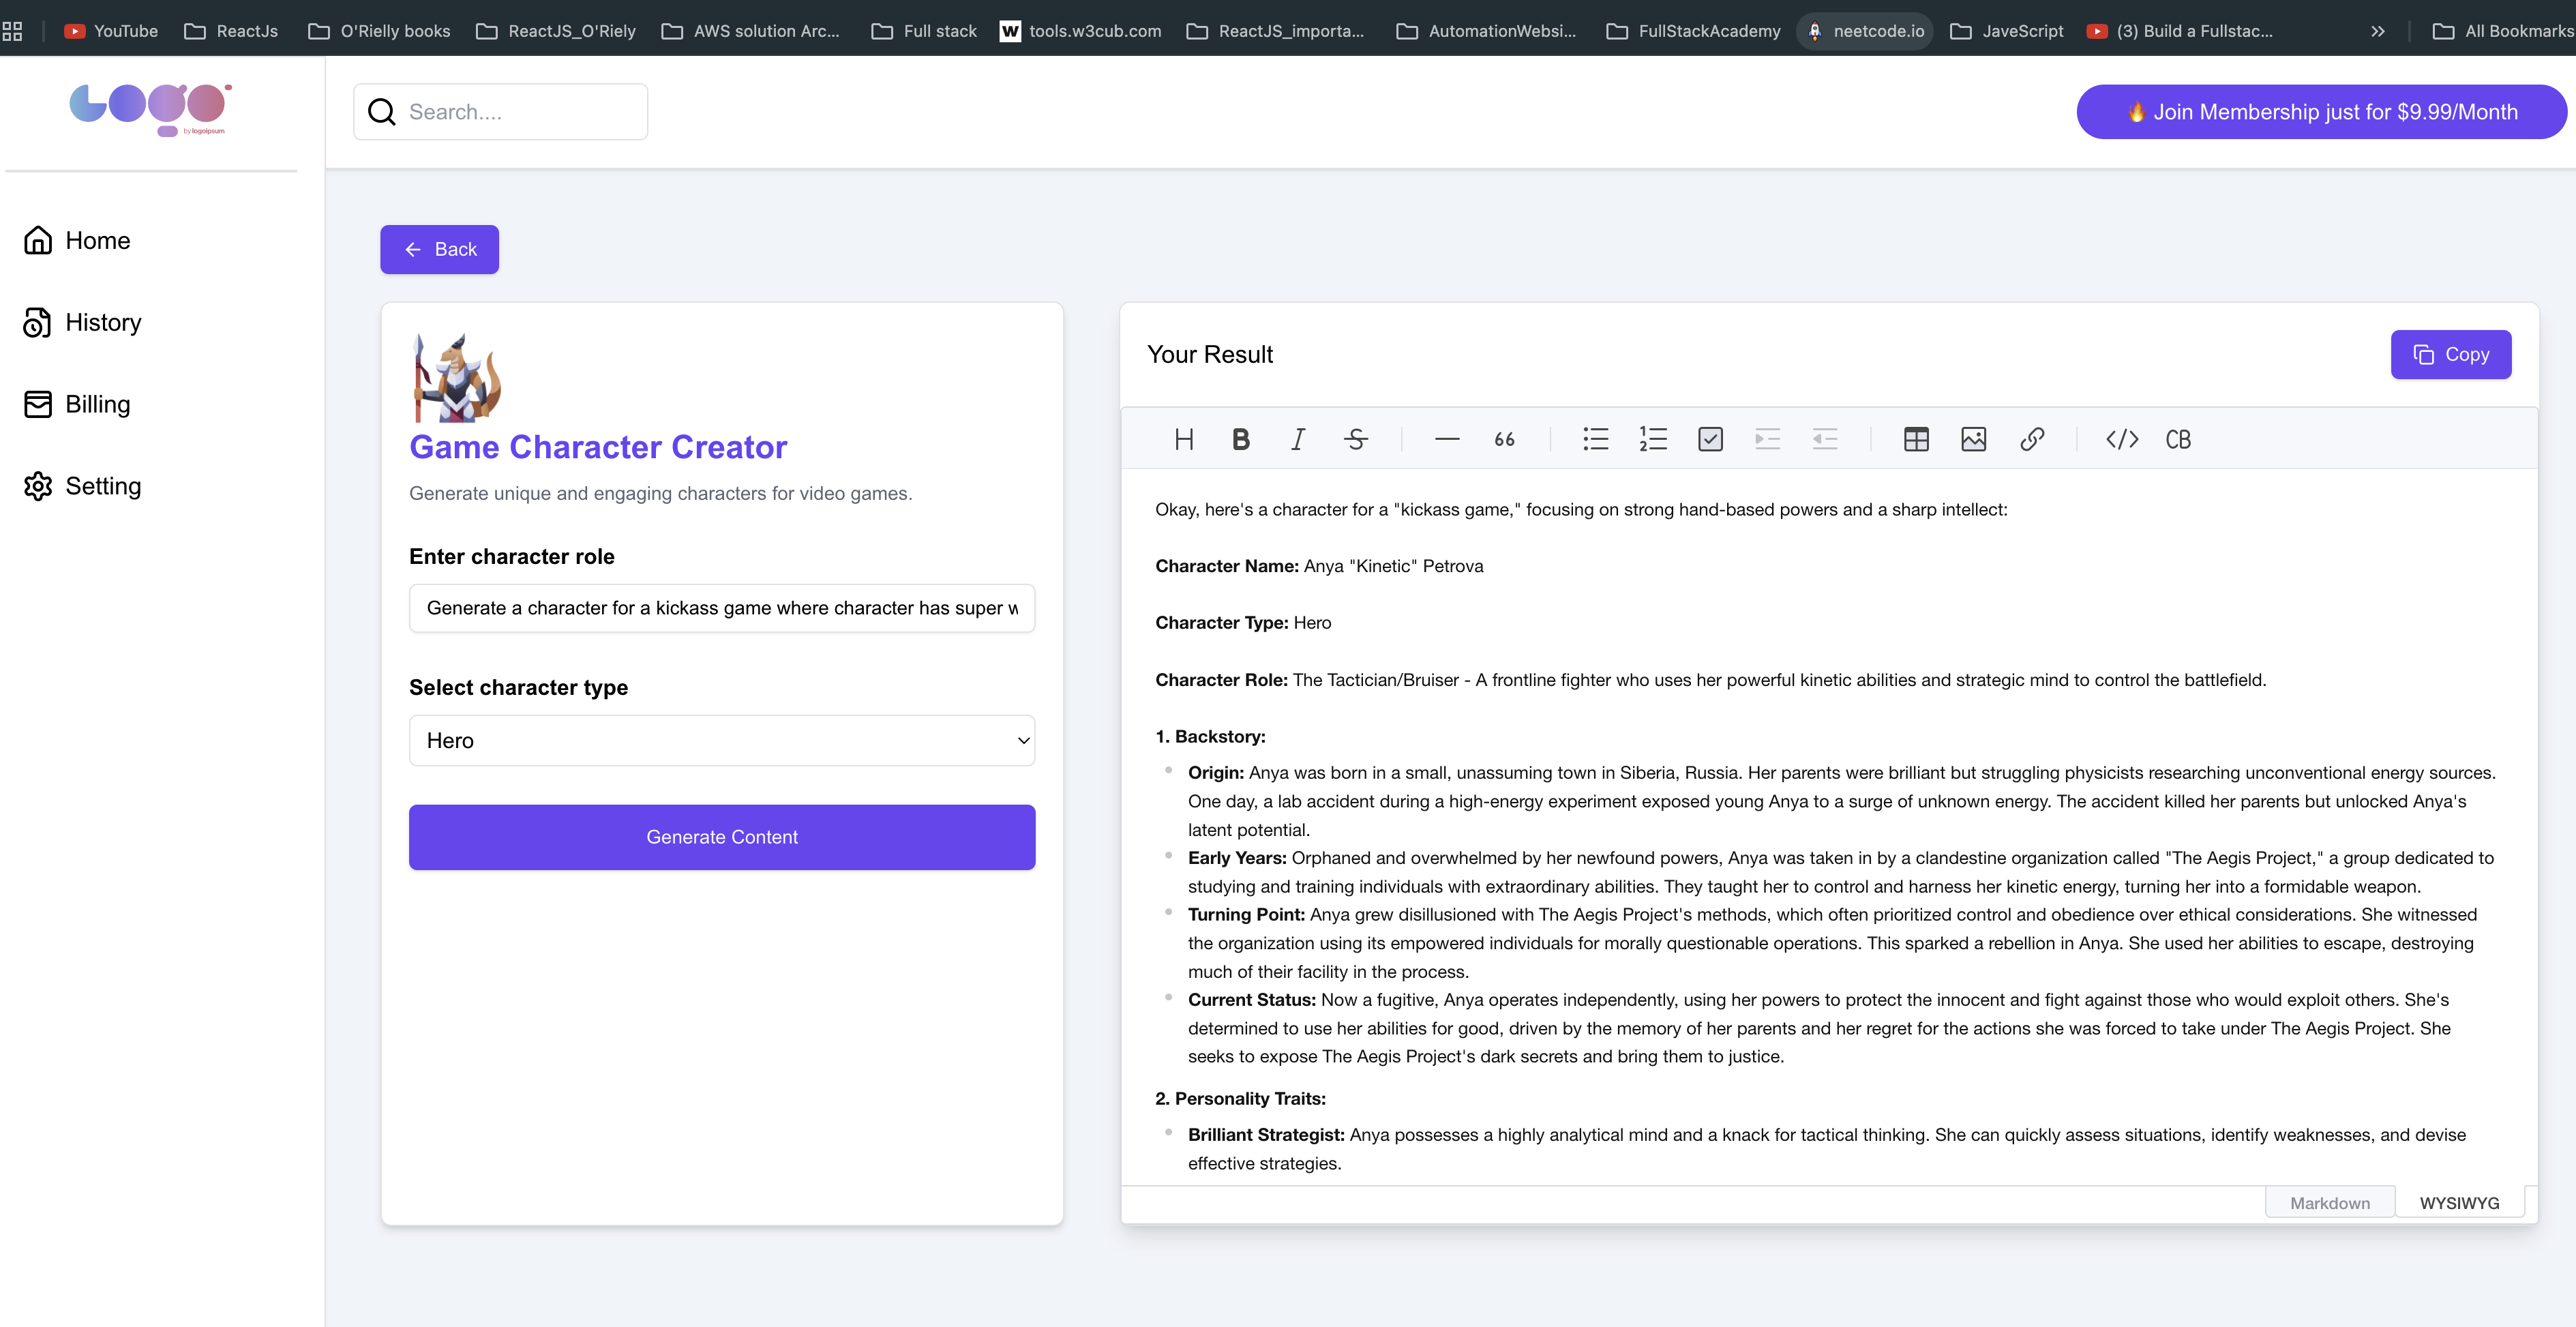 YouTube ReactJs O'Rielly books ReactJS_O'Riely AWS solution Arc... Full stack tools.w3cub.com ReactJS_importa... AutomationWebsi... FullStackAcademy neetcode.io JaveScript (3) Build a Fullstac... » All Bookmarks
Logo
by logoipsum
Search....
🔥 Join Membership just for $9.99/Month
Home
History
Billing
Setting
← Back
Game Character Creator
Generate unique and engaging characters for video games.
Enter character role
Generate a character for a kickass game where character has super w
Select character type
Hero
Generate Content
Your Result
Copy
CB
Okay, here's a character for a "kickass game," focusing on strong hand-based powers and a sharp intellect:
Character Name: Anya "Kinetic" Petrova
Character Type: Hero
Character Role: The Tactician/Bruiser - A frontline fighter who uses her powerful kinetic abilities and strategic mind to control the battlefield.
1. Backstory:
Origin: Anya was born in a small, unassuming town in Siberia, Russia. Her parents were brilliant but struggling physicists researching unconventional energy sources.
One day, a lab accident during a high-energy experiment exposed young Anya to a surge of unknown energy. The accident killed her parents but unlocked Anya's
latent potential.
Early Years: Orphaned and overwhelmed by her newfound powers, Anya was taken in by a clandestine organization called "The Aegis Project," a group dedicated to
studying and training individuals with extraordinary abilities. They taught her to control and harness her kinetic energy, turning her into a formidable weapon.
Turning Point: Anya grew disillusioned with The Aegis Project's methods, which often prioritized control and obedience over ethical considerations. She witnessed
the organization using its empowered individuals for morally questionable operations. This sparked a rebellion in Anya. She used her abilities to escape, destroying
much of their facility in the process.
Current Status: Now a fugitive, Anya operates independently, using her powers to protect the innocent and fight against those who would exploit others. She's
determined to use her abilities for good, driven by the memory of her parents and her regret for the actions she was forced to take under The Aegis Project. She
seeks to expose The Aegis Project's dark secrets and bring them to justice.
2. Personality Traits:
Brilliant Strategist: Anya possesses a highly analytical mind and a knack for tactical thinking. She can quickly assess situations, identify weaknesses, and devise
effective strategies.
Markdown WYSIWYG